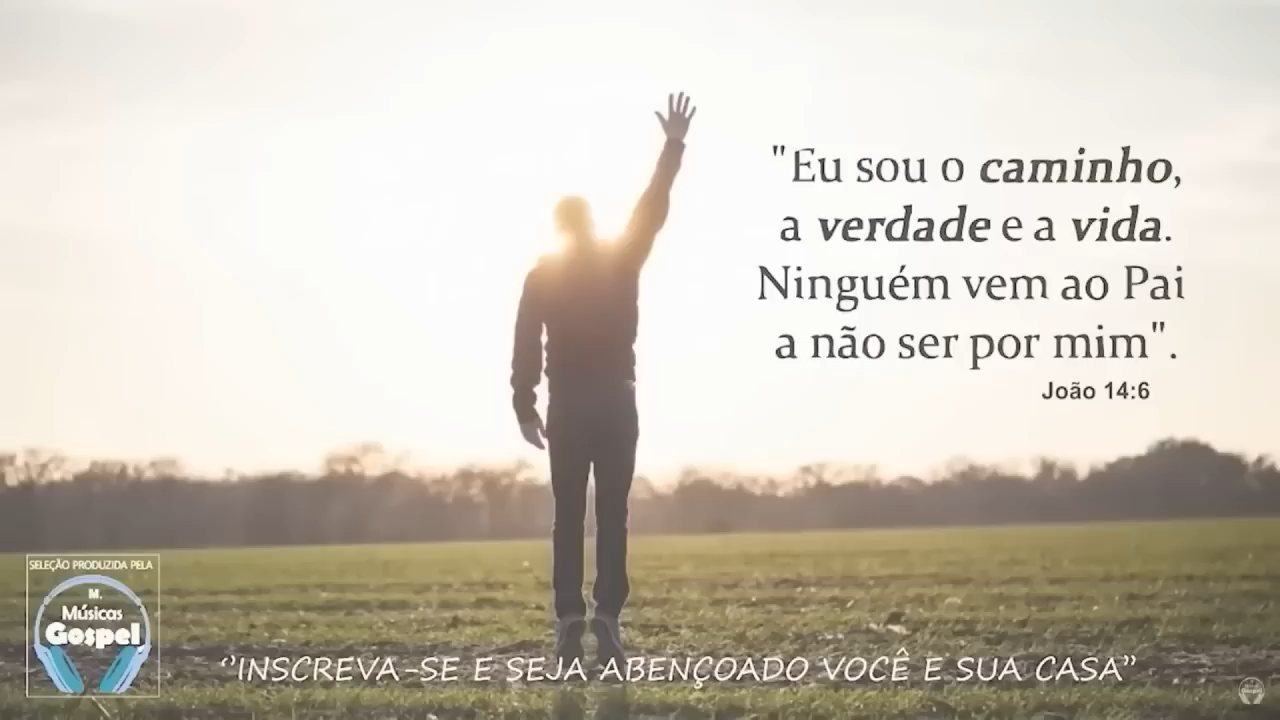 "Eu sou o caminho,
a verdade e a vida.
Ninguém vem ao Pai
a não ser por mim".
João 14:6
SELEÇÃO PRODUZIDA PELA
M.
Músicas
Gospel
“INSCREVA-SE E SEJA ABENÇOADO VOCÊ E SUA CASA”
Gospel